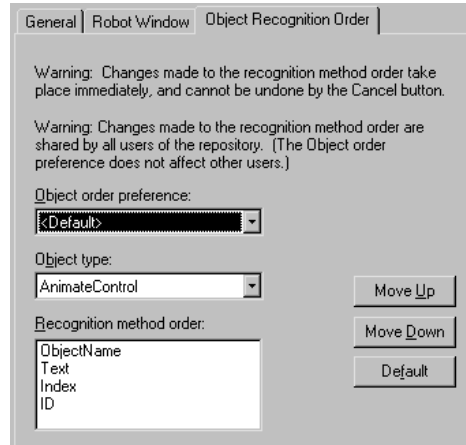 General Robot Window Object Recognition Order
Warning: Changes made to the recognition method order take
place immediately, and cannot be undone by the Cancel button.
Warning: Changes made to the recognition method order are
shared by all users of the repository. (The Object order
preference does not affect other users.)
Object order preference:
<Default>
Object type:
AnimateControl
Recognition method order:
ObjectName
Text
Index
ID
Move Up
Move Down
Default